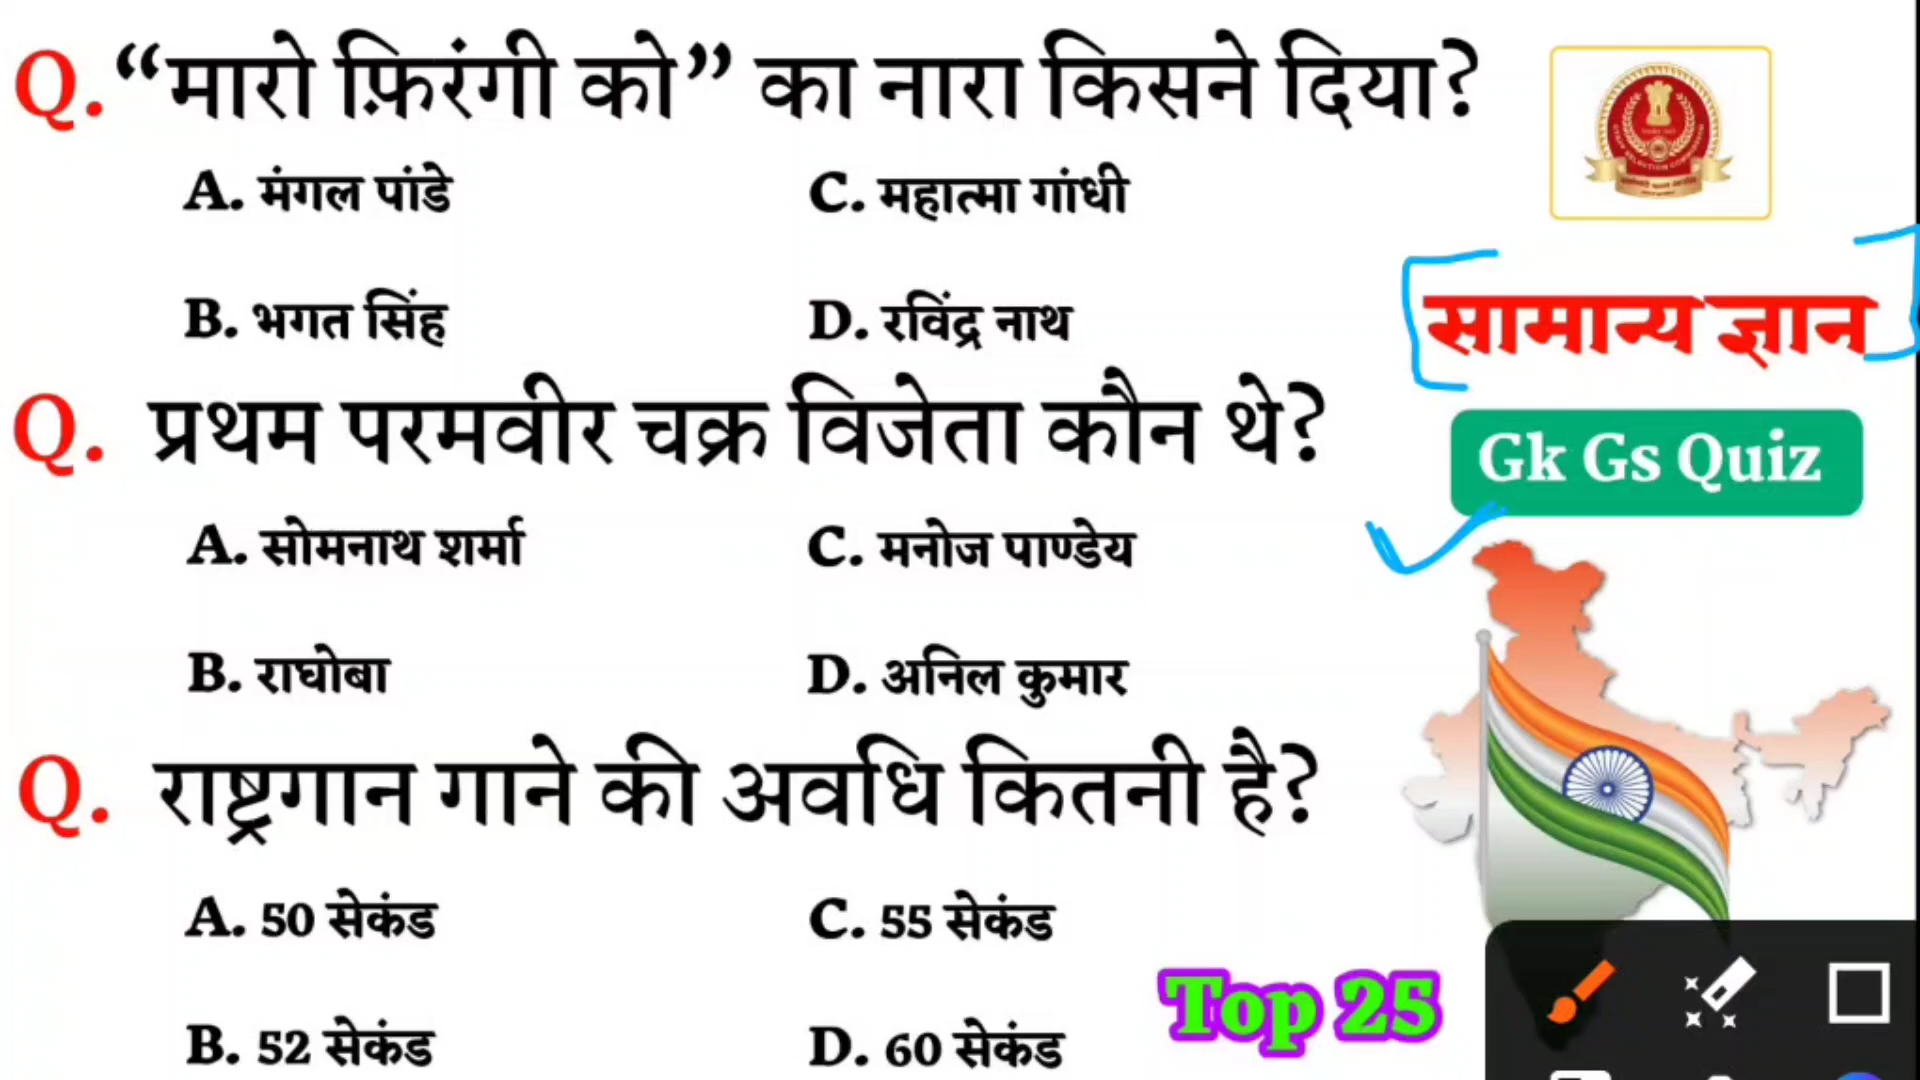 Q. “मारो फ़िरंगी को” का नारा किसने दिया?
A. मंगल पांडे
C. महात्मा गांधी
B. भगत सिंह
D. रविंद्र नाथ
Q. प्रथम परमवीर चक्र विजेता कौन थे?
A. सोमनाथ शर्मा
C. मनोज पाण्डेय
B. राघोबा
D. अनिल कुमार
Q. राष्ट्रगान गाने की अवधि कितनी है?
A. 50 सेकंड
C. 55 सेकंड
B. 52 सेकंड
D. 60 सेकंड
सामान्य ज्ञान
Gk Gs Quiz
Top 25